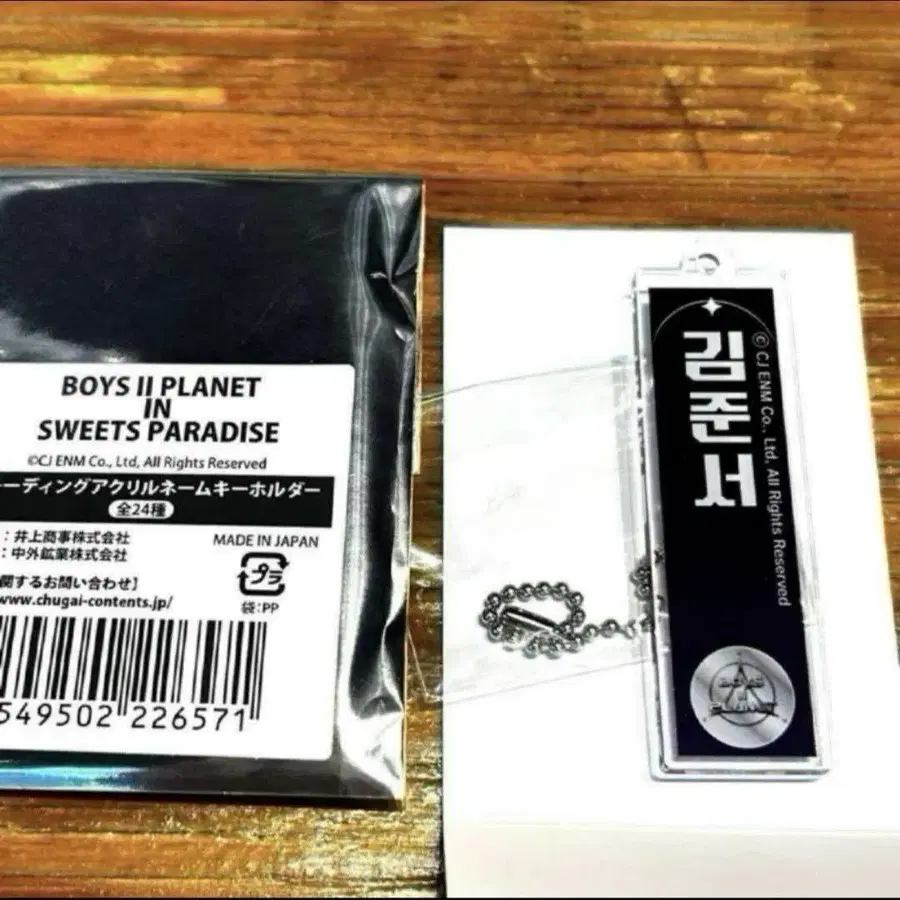 BOYS II PLANET
IN
SWEETS PARADISE
©CJ ENM Co., Ltd, All Rights Reserved
ーディングアクリルネームキーホルダー
全24種
：井上商事株式会社
：中外鉱業株式会社
MADE IN JAPAN
プラ
袋:PP
関するお問い合わせ】
www.chugai-contents.jp/
549502 226571
김준서
© CJ ENM Co., Ltd, All Rights Reserved
BOYS
II
PLANET